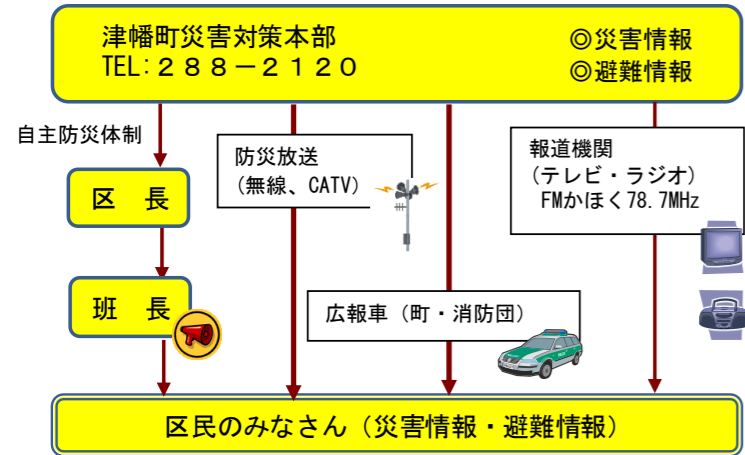 津幡町災害対策本部
TEL:２８８－２１２０
◎災害情報
◎避難情報
自主防災体制
区　長
班　長
防災放送
(無線、CATV)
広報車（町・消防団）
報道機関
(テレビ・ラジオ)
FMかほく78.7MHz
区民のみなさん（災害情報・避難情報）